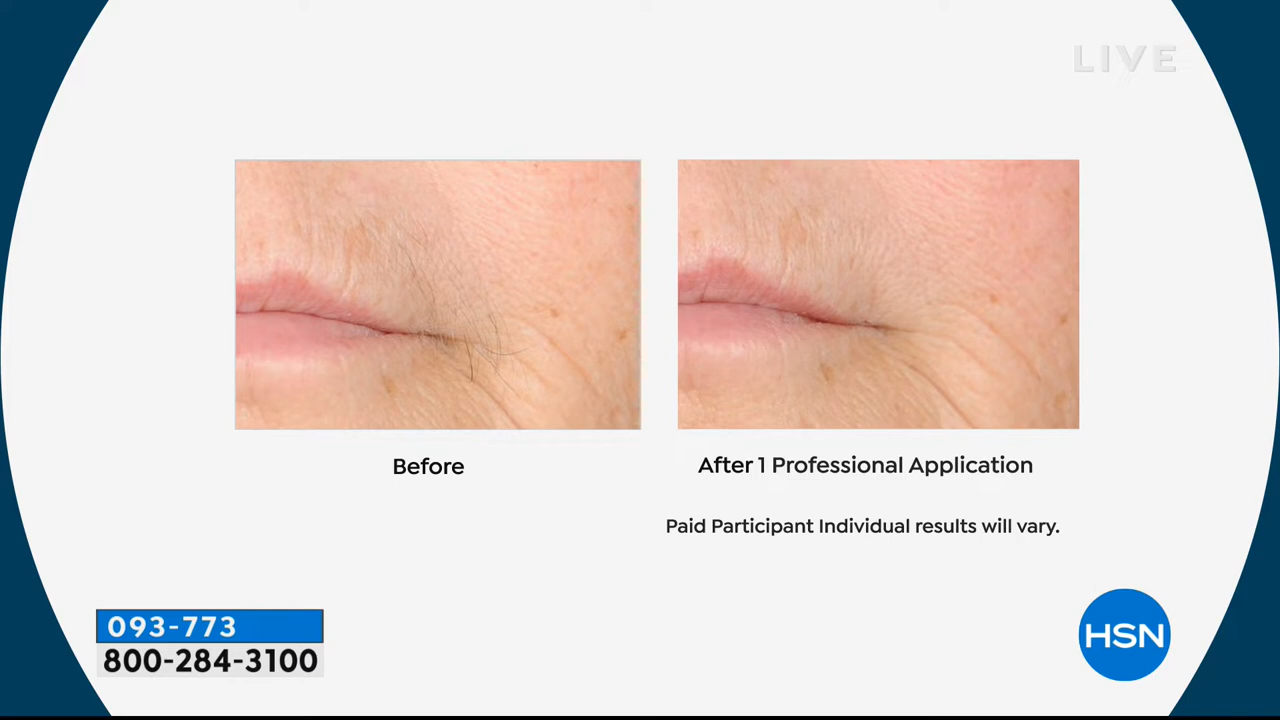 LIVE
Before
After 1 Professional Application
Paid Participant Individual results will vary.
093-773
800-284-3100
HSN